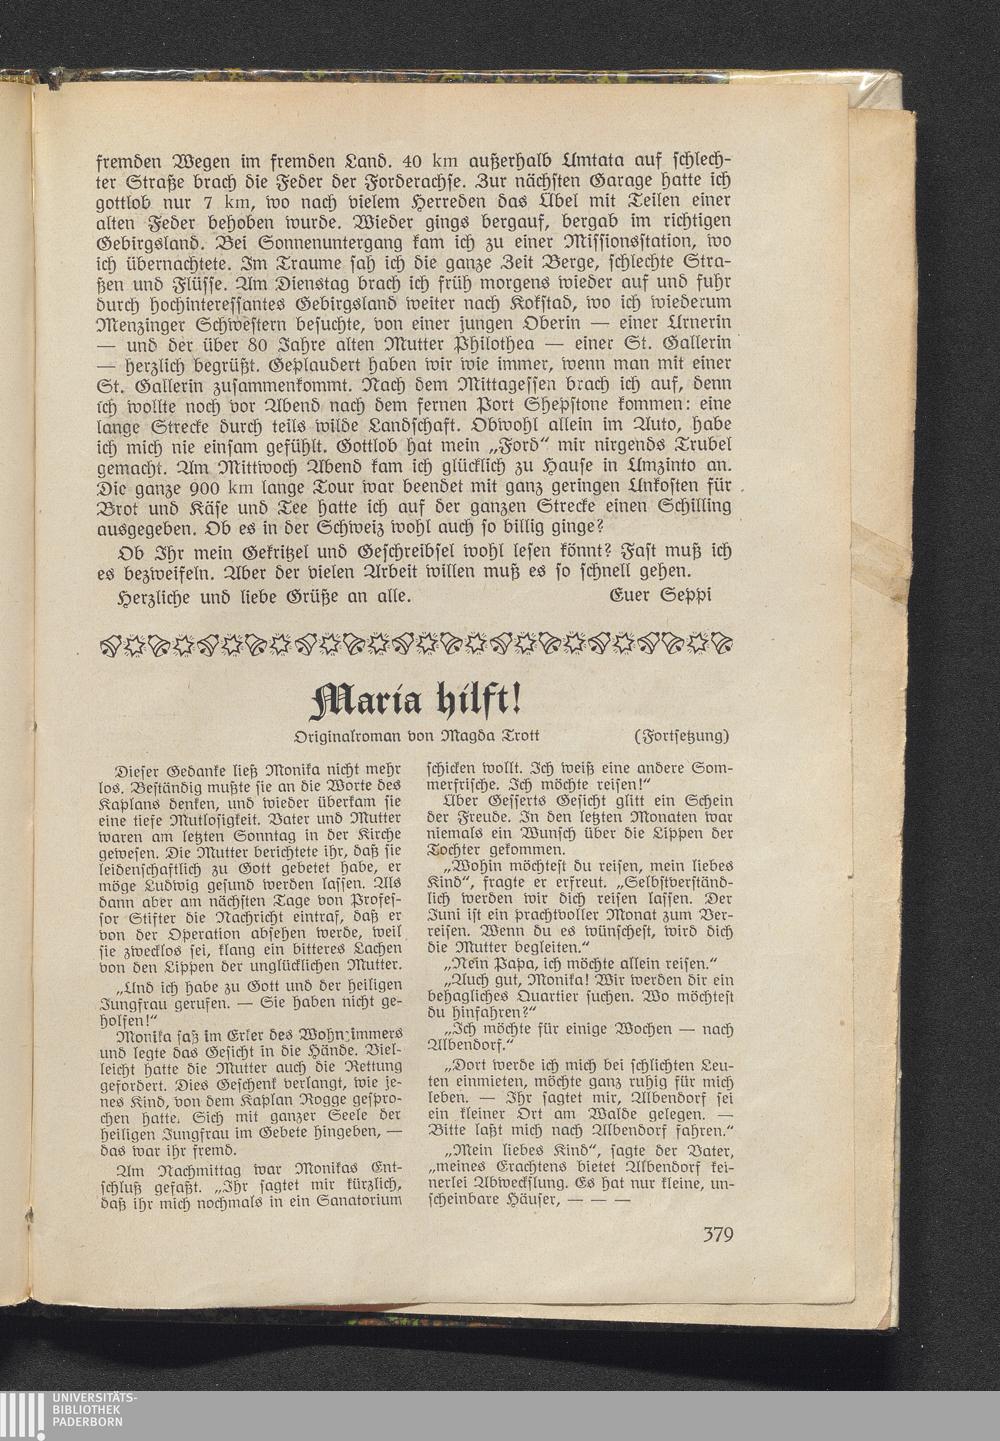 fremden Wegen im fremden Land. 40 km außerhalb Umtata auf schlech-
ter Straße brach die Feder der Forderachse. Zur nächsten Garage hatte ich
gottlob nur 7 km, wo nach vielem Herreden das Übel mit Teilen einer
alten Feder behoben wurde. Wieder gings bergauf, bergab im richtigen
Gebirgsland. Bei Sonnenuntergang kam ich zu einer Missionsstation, wo
ich übernachtete. Im Traume sah ich die ganze Zeit Berge, schlechte Stra-
ßen und Flüsse. Am Dienstag brach ich früh morgens wieder auf und fuhr
durch hochinteressantes Gebirgsland weiter nach Kokstad, wo ich wiederum
Menzinger Schwestern besuchte, von einer jungen Oberin — einer Urnerin
— und der über 80 Jahre alten Mutter Philothea — einer St. Gallerin
— herzlich begrüßt. Geplaudert haben wir wie immer, wenn man mit einer
St. Gallerin zusammenkommt. Nach dem Mittagessen brach ich auf, denn
ich wollte noch vor Abend nach dem fernen Port Shepstone kommen: eine
lange Strecke durch teils wilde Landschaft. Obwohl allein im Auto, habe
ich mich nie einsam gefühlt. Gottlob hat mein „Ford“ mir nirgends Trubel
gemacht. Am Mittwoch Abend kam ich glücklich zu Hause in Umzinto an.
Die ganze 900 km lange Tour war beendet mit ganz geringen Unkosten für
Brot und Käse und Tee hatte ich auf der ganzen Strecke einen Schilling
ausgegeben. Ob es in der Schweiz wohl auch so billig ginge?
Ob Ihr mein Gekritzel und Geschreibsel wohl lesen könnt? Fast muß ich
es bezweifeln. Aber der vielen Arbeit willen muß es so schnell gehen.
Herzliche und liebe Grüße an alle. Euer Seppi
Maria hilft!
Originalroman von Magda Trott (Fortsetzung)
Dieser Gedanke ließ Monika nicht mehr
los. Beständig mußte sie an die Worte des
Kaplans denken, und wieder überkam sie
eine tiefe Mutlosigkeit. Vater und Mutter
waren am letzten Sonntag in der Kirche
gewesen. Die Mutter berichtete ihr, daß sie
leidenschaftlich zu Gott gebetet habe, er
möge Ludwig gesund werden lassen. Als
dann aber am nächsten Tage von Profes-
sor Stifter die Nachricht eintraf, daß er
von der Operation absehen werde, weil
sie zwecklos sei, klang ein bitteres Lachen
von den Lippen der unglücklichen Mutter.
„Und ich habe zu Gott und der heiligen
Jungfrau gerufen. — Sie haben nicht ge-
holfen!“
Monika saß im Erker des Wohnzimmers
und legte das Gesicht in die Hände. Viel-
leicht hatte die Mutter auch die Rettung
gefordert. Dies Geschenk verlangt, wie je-
nes Kind, von dem Kaplan Rogge gespro-
chen hatte. Sich mit ganzer Seele der
heiligen Jungfrau im Gebete hingeben, —
das war ihr fremd.
Am Nachmittag war Monikas Ent-
schluß gefaßt. „Ihr sagtet mir kürzlich,
daß ihr mich nochmals in ein Sanatorium
schicken wollt. Ich weiß eine andere Som-
merfrische. Ich möchte reisen!“
Über Gesserts Gesicht glitt ein Schein
der Freude. In den letzten Monaten war
niemals ein Wunsch über die Lippen der
Tochter gekommen.
„Wohin möchtest du reisen, mein liebes
Kind“, fragte er erfreut. „Selbstverständ-
lich werden wir dich reisen lassen. Der
Juni ist ein prachtvoller Monat zum Ver-
reisen. Wenn du es wünschest, wird dich
die Mutter begleiten.“
„Nein Papa, ich möchte allein reisen.“
„Auch gut, Monika! Wir werden dir ein
behagliches Quartier suchen. Wo möchtest
du hinfahren?“
„Ich möchte für einige Wochen — nach
Albendorf.“
„Dort werde ich mich bei schlichten Leu-
ten einmieten, möchte ganz ruhig für mich
leben. — Ihr sagtet mir, Albendorf sei
ein kleiner Ort am Walde gelegen. —
Bitte laßt mich nach Albendorf fahren.“
„Mein liebes Kind“, sagte der Vater,
„meines Erachtens bietet Albendorf kei-
nerlei Abwechslung. Es hat nur kleine, un-
scheinbare Häuser, — — —
379
UNIVERSITÄTS-
BIBLIOTHEK
PADERBORN